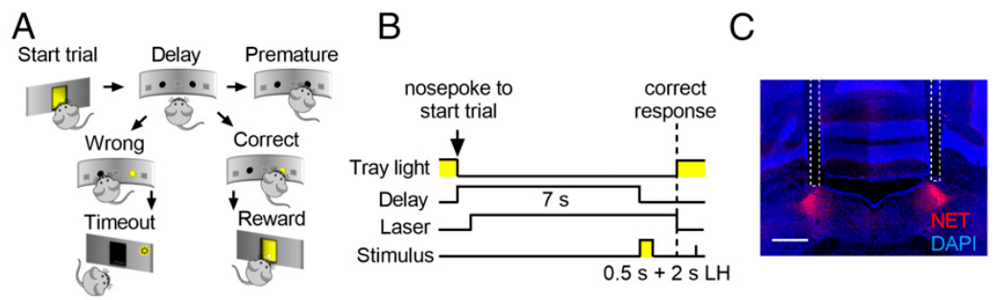 A
Start trial
Delay
Premature
Wrong
Correct
Timeout
Reward
B
nosepoke to
start trial
correct
response
Tray light
Delay
7 s
Laser
Stimulus
0.5 s + 2 s LH
C
NET
DAPI